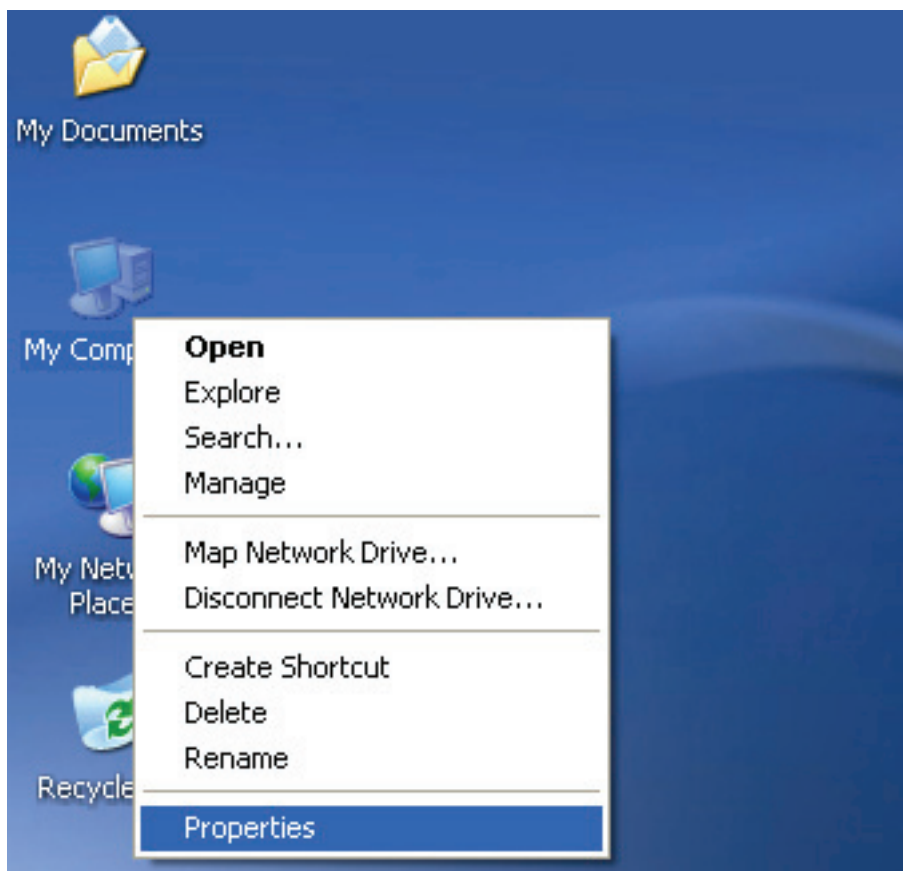 My Documents
My Comp
Open
Explore
Search...
Manage
Map Network Drive...
Disconnect Network Drive...
My Netw
Place
Create Shortcut
Delete
Rename
Recycle
Properties